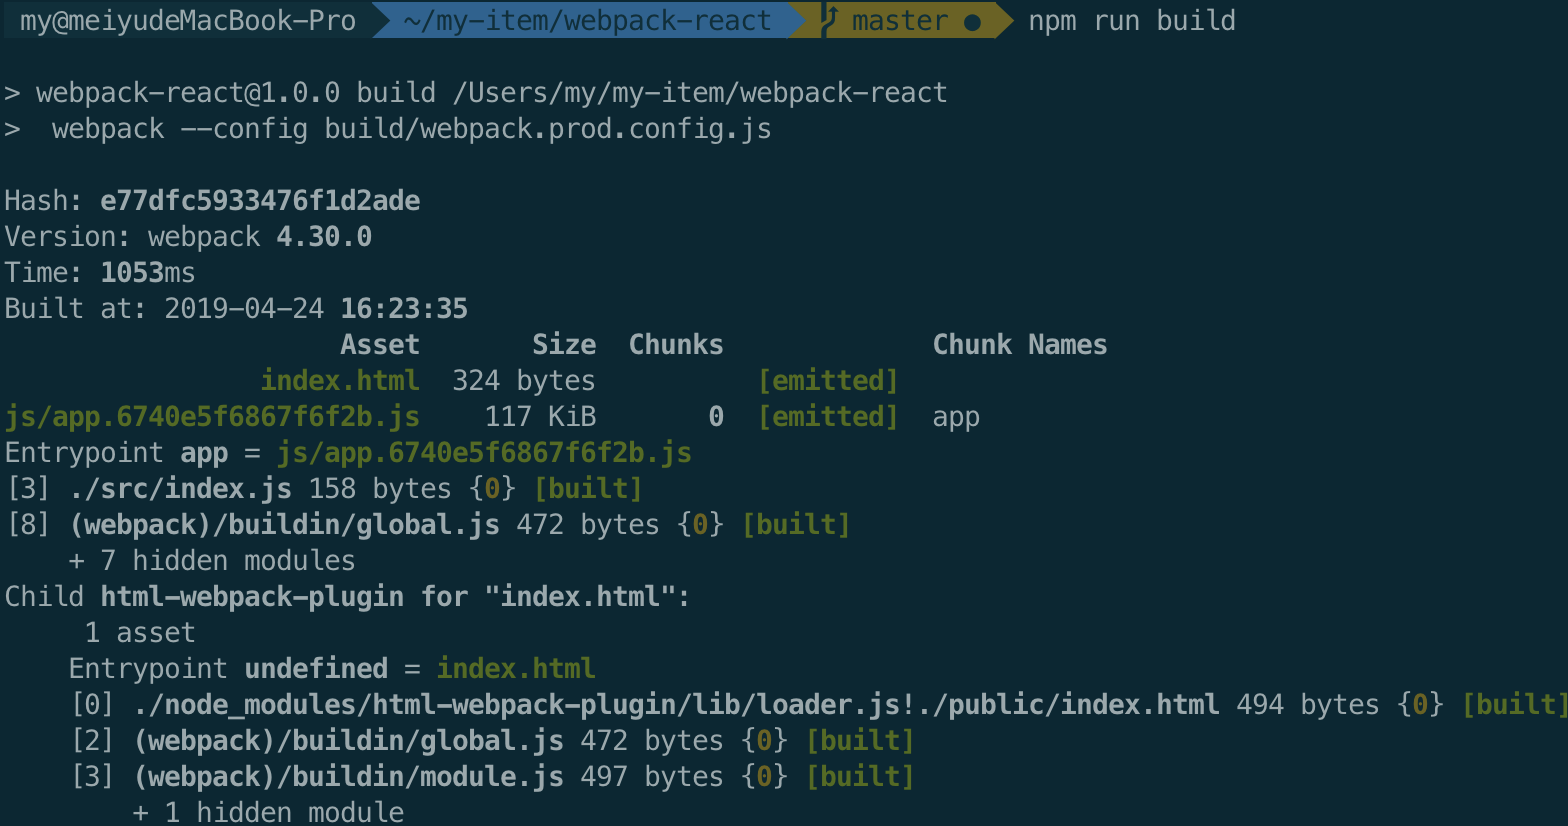 my@meiyudeMacBook-Pro ~/my-item/webpack-react master ● npm run build
> webpack-react@1.0.0 build /Users/my/my-item/webpack-react
>  webpack --config build/webpack.prod.config.js
Hash: e77dfc5933476f1d2ade
Version: webpack 4.30.0
Time: 1053ms
Built at: 2019-04-24 16:23:35
Asset Size Chunks Chunk Names
index.html 324 bytes [emitted]
js/app.6740e5f6867f6f2b.js 117 KiB 0 [emitted] app
Entrypoint app = js/app.6740e5f6867f6f2b.js
[3] ./src/index.js 158 bytes {0} [built]
[8] (webpack)/buildin/global.js 472 bytes {0} [built]
+ 7 hidden modules
Child html-webpack-plugin for "index.html":
1 asset
Entrypoint undefined = index.html
[0] ./node_modules/html-webpack-plugin/lib/loader.js!./public/index.html 494 bytes {0} [built]
[2] (webpack)/buildin/global.js 472 bytes {0} [built]
[3] (webpack)/buildin/module.js 497 bytes {0} [built]
+ 1 hidden module